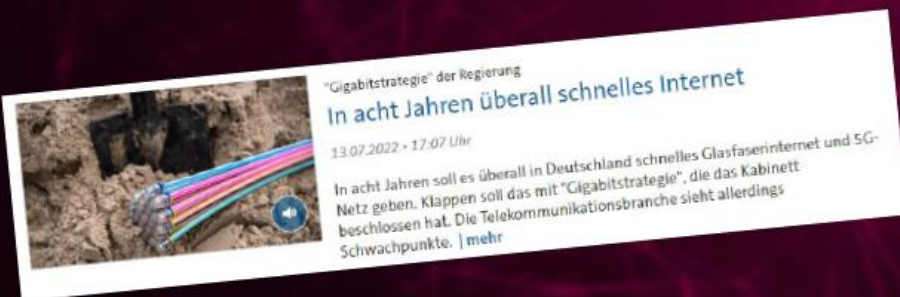 "Gigabitstrategie" der Regierung
In acht Jahren überall schnelles Internet
13.07.2022 • 17:07 Uhr
In acht Jahren soll es überall in Deutschland schnelles Glasfaserinternet und 5G-
Netz geben. Klappen soll das mit "Gigabitstrategie", die das Kabinett
beschlossen hat. Die Telekommunikationsbranche sieht allerdings
Schwachpunkte. | mehr